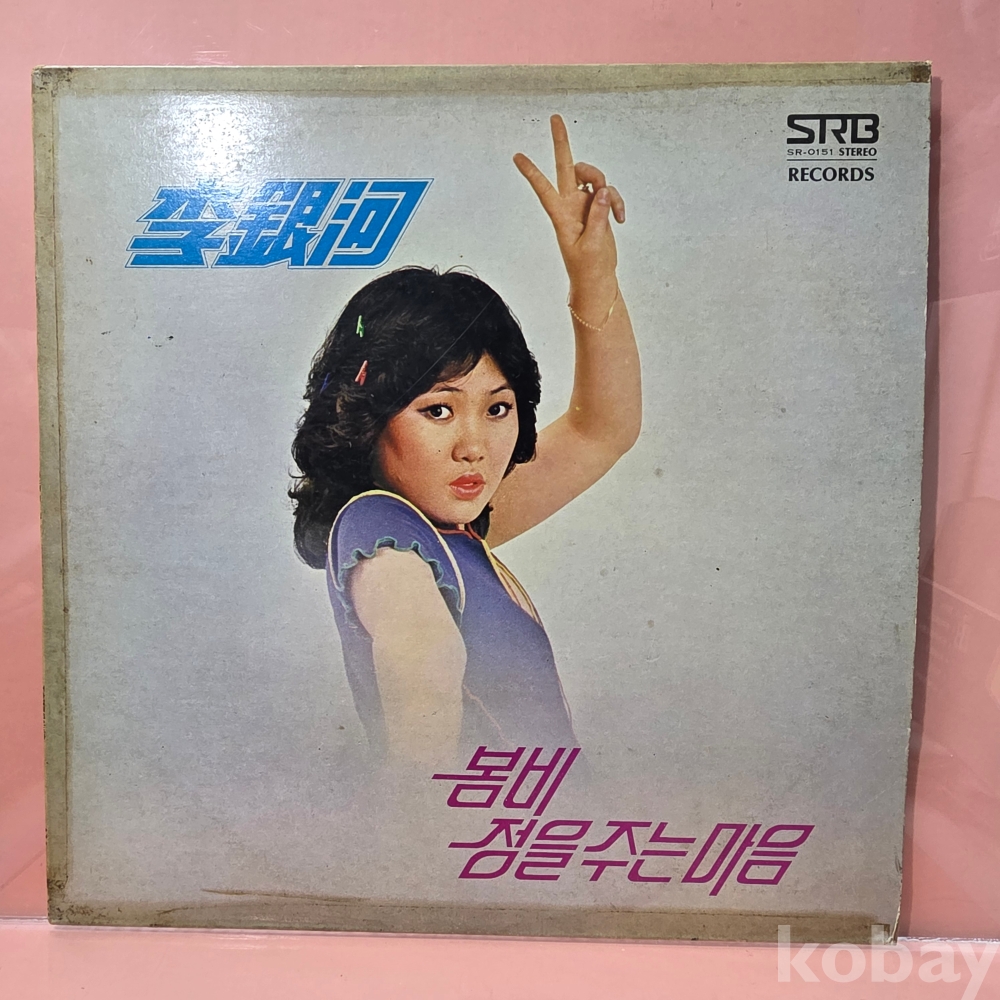 SRB
SR-0151 STEREO
RECORDS
李銀河
봄비
정을 주는 마음
kobay